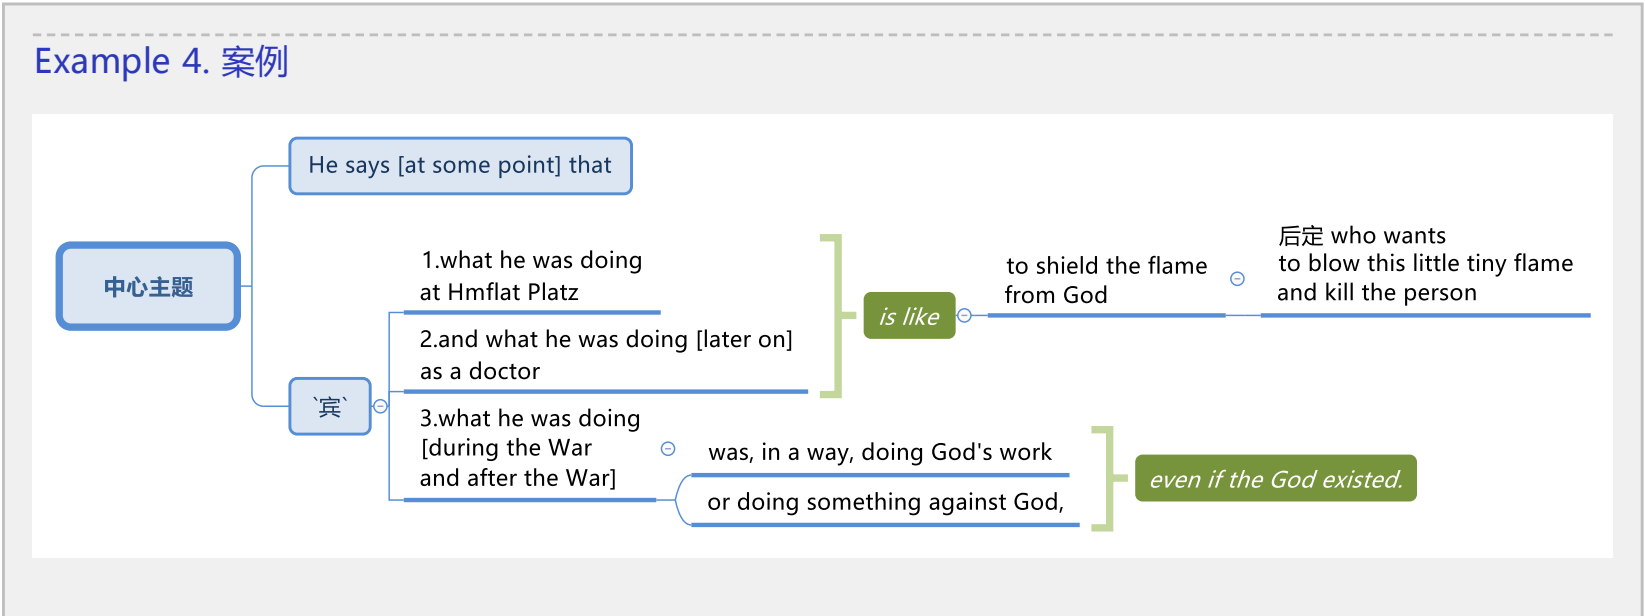 Example 4. 案例
He says [at some point] that
中心主题
`宾`
1.what he was doing
at Hmflat Platz
2.and what he was doing [later on]
as a doctor
is like
to shield the flame
from God
后定 who wants
to blow this little tiny flame
and kill the person
3.what he was doing
[during the War
and after the War]
was, in a way, doing God's work
or doing something against God,
even if the God existed.